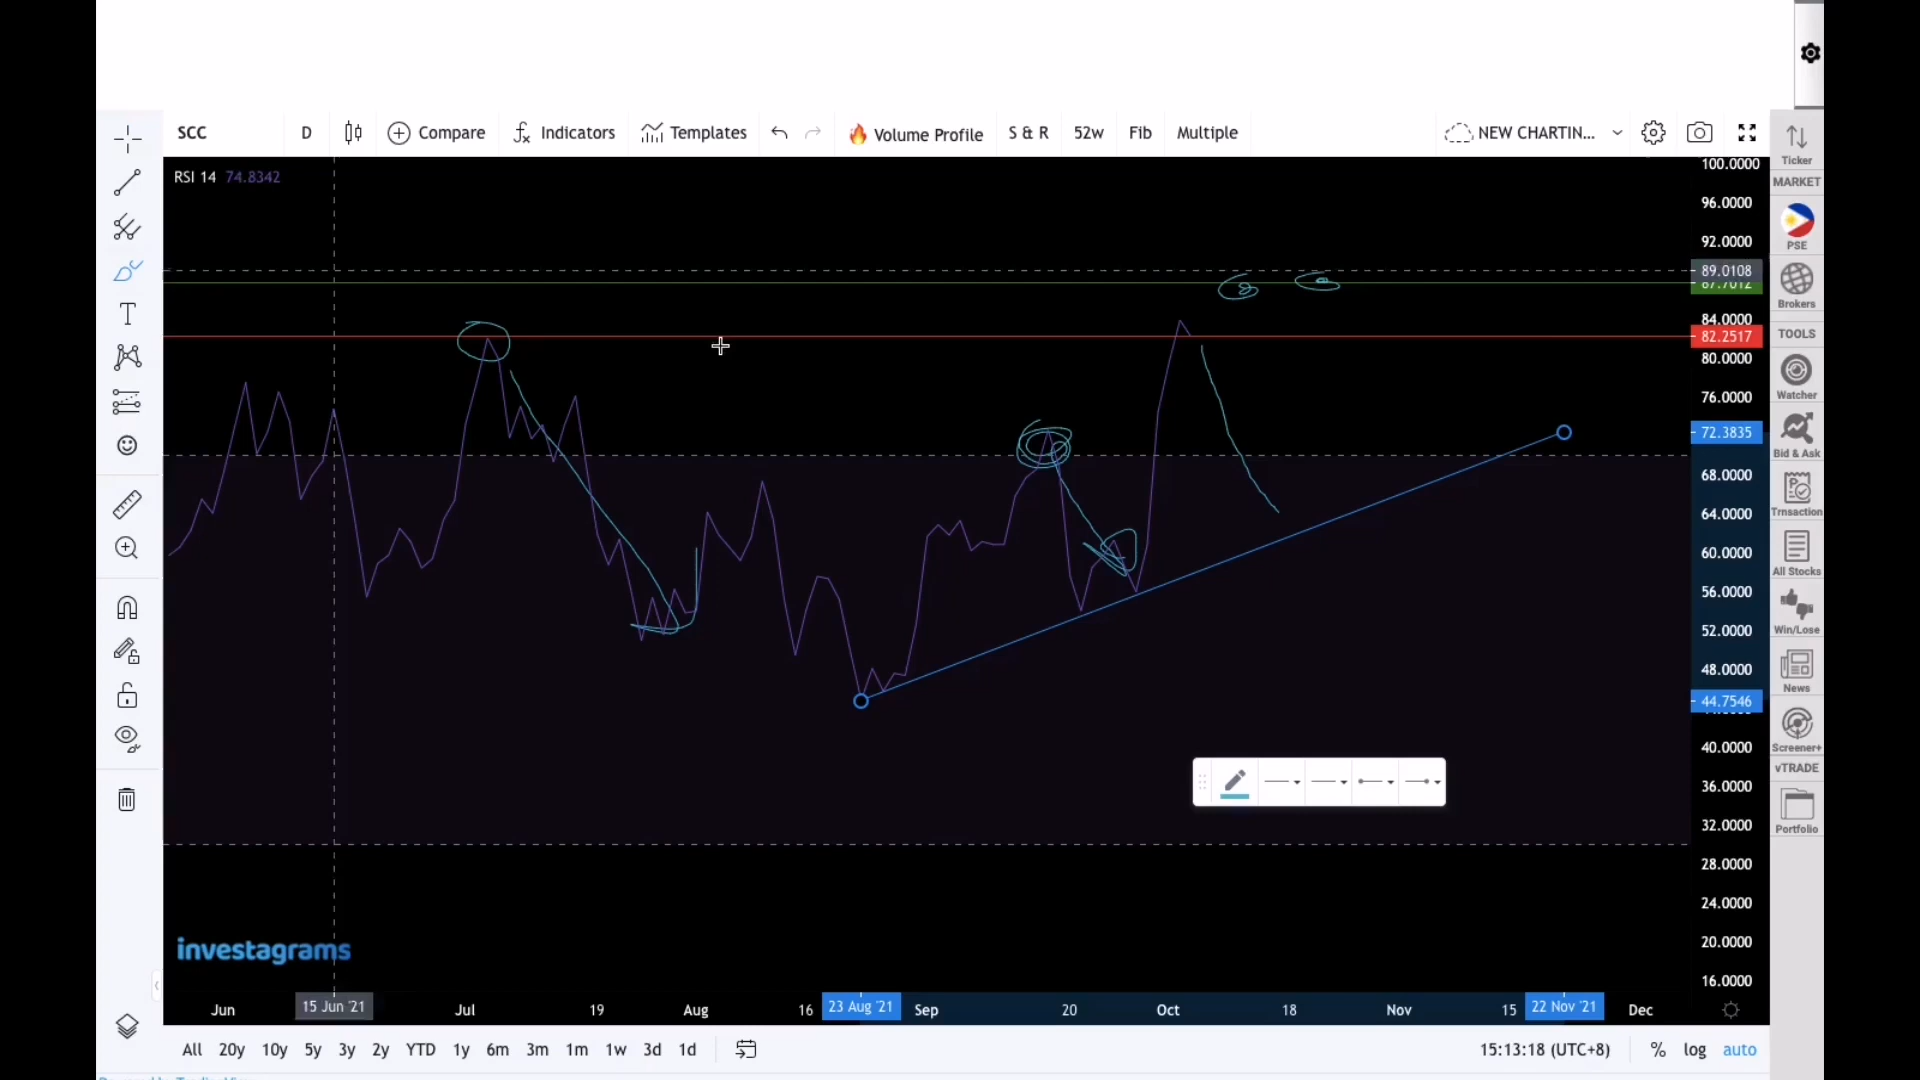 SCC D Compare Indicators Templates Volume Profile S & R 52w Fib Multiple NEW CHARTIN...
RSI 14 74.8342
100.0000
96.0000
92.0000
89.0108
87.7012
84.0000
82.2517
80.0000
76.0000
72.3835
68.0000
64.0000
60.0000
56.0000
52.0000
48.0000
44.7546
40.0000
36.0000
32.0000
28.0000
24.0000
20.0000
16.0000
Ticker
MARKET
PSE
Brokers
TOOLS
Watcher
Bid & Ask
Trnsaction
All Stocks
Win/Lose
News
Screener+
vTRADE
Portfolio
investagrams
Jun 15 Jun '21 Jul 19 Aug 16 23 Aug '21 Sep 20 Oct 18 Nov 15 22 Nov '21 Dec
All 20y 10y 5y 3y 2y YTD 1y 6m 3m 1m 1w 3d 1d 15:13:18 (UTC+8) % log auto